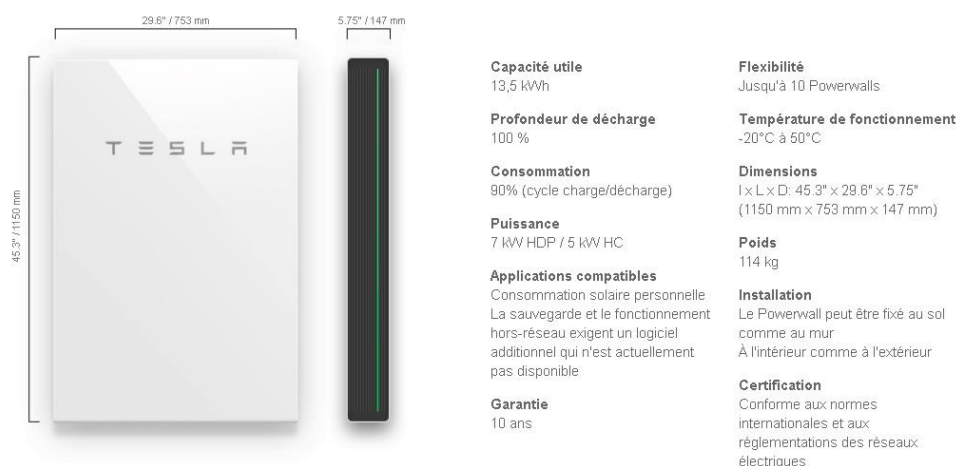 29.6" / 753 mm
5.75" / 147 mm
45.3" / 1150 mm
TESLA
Capacité utile
13,5 kWh
Profondeur de décharge
100 %
Consommation
90% (cycle charge/décharge)
Puissance
7 kW HDP / 5 kW HC
Applications compatibles
Consommation solaire personnelle
La sauvegarde et le fonctionnement
hors-réseau exigent un logiciel
additionnel qui n'est actuellement
pas disponible
Garantie
10 ans
Flexibilité
Jusqu'à 10 Powerwalls
Température de fonctionnement
-20°C à 50°C
Dimensions
l x L x D: 45.3" x 29.6" x 5.75"
(1150 mm x 753 mm x 147 mm)
Poids
114 kg
Installation
Le Powerwall peut être fixé au sol
comme au mur
À l'intérieur comme à l'extérieur
Certification
Conforme aux normes
internationales et aux
réglementations des réseaux
électriques